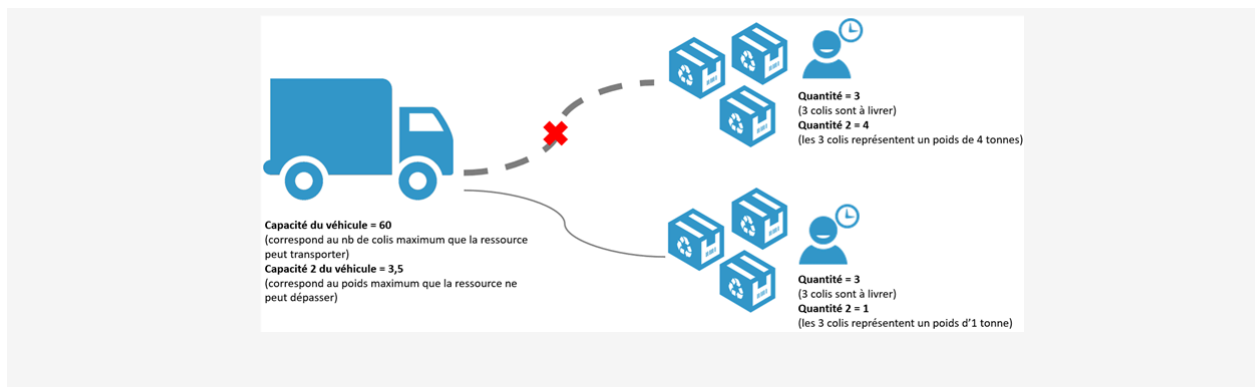 Quantité = 3
(3 colis sont à livrer)
Quantité 2 = 4
(les 3 colis représentent un poids de 4 tonnes)
Capacité du véhicule = 60
(correspond au nb de colis maximum que la ressource
peut transporter)
Capacité 2 du véhicule = 3,5
(correspond au poids maximum que la ressource ne
peut dépasser)
Quantité = 3
(3 colis sont à livrer)
Quantité 2 = 1
(les 3 colis représentent un poids d'1 tonne)